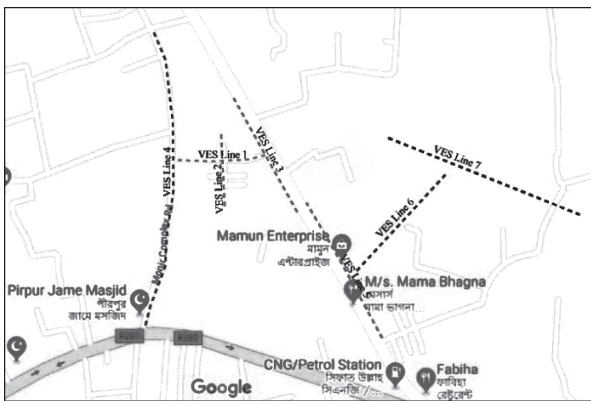 VES Line 1
VES Line 2
VES Line 3
VES Line 4
VES Line 7
VES Line 6
Mamun Enterprise
মামুন
এন্টারপ্রাইজ
VES Line
M/s. Mama Bhagna
মেসার্স
মামা ভাগনা...
Pirpur Jame Masjid
পীরপুর
জামে মসজিদ
CNG/Petrol Station
সিফাত উল্লাহ
সিএনজি /...
Fabiha
ফাবিহা
রেষ্টুরেন্ট
Google